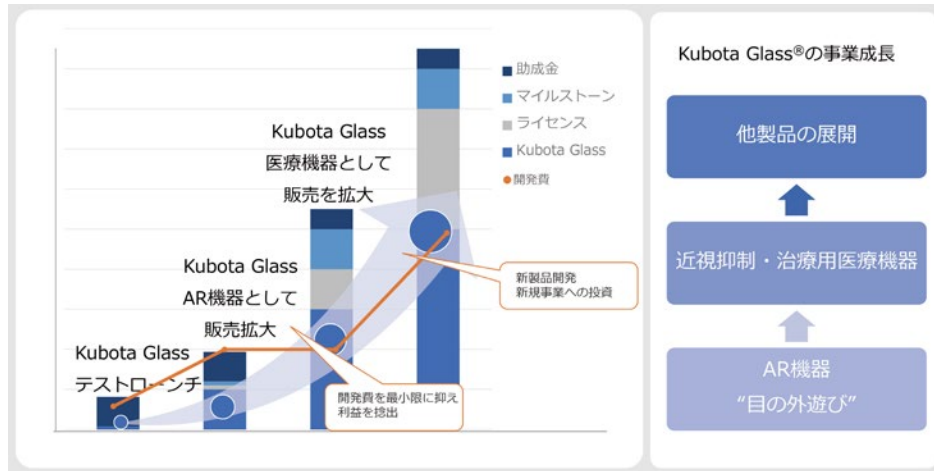 助成金
マイルストーン
ライセンス
Kubota Glass
開発費
Kubota Glass
医療機器として
販売を拡大
Kubota Glass
AR機器として
販売拡大
Kubota Glass
テストローンチ
新製品開発
新規事業への投資
開発費を最小限に抑え
利益を捻出
Kubota Glass®の事業成長
他製品の展開
近視抑制・治療用医療機器
AR機器
“目の外遊び”